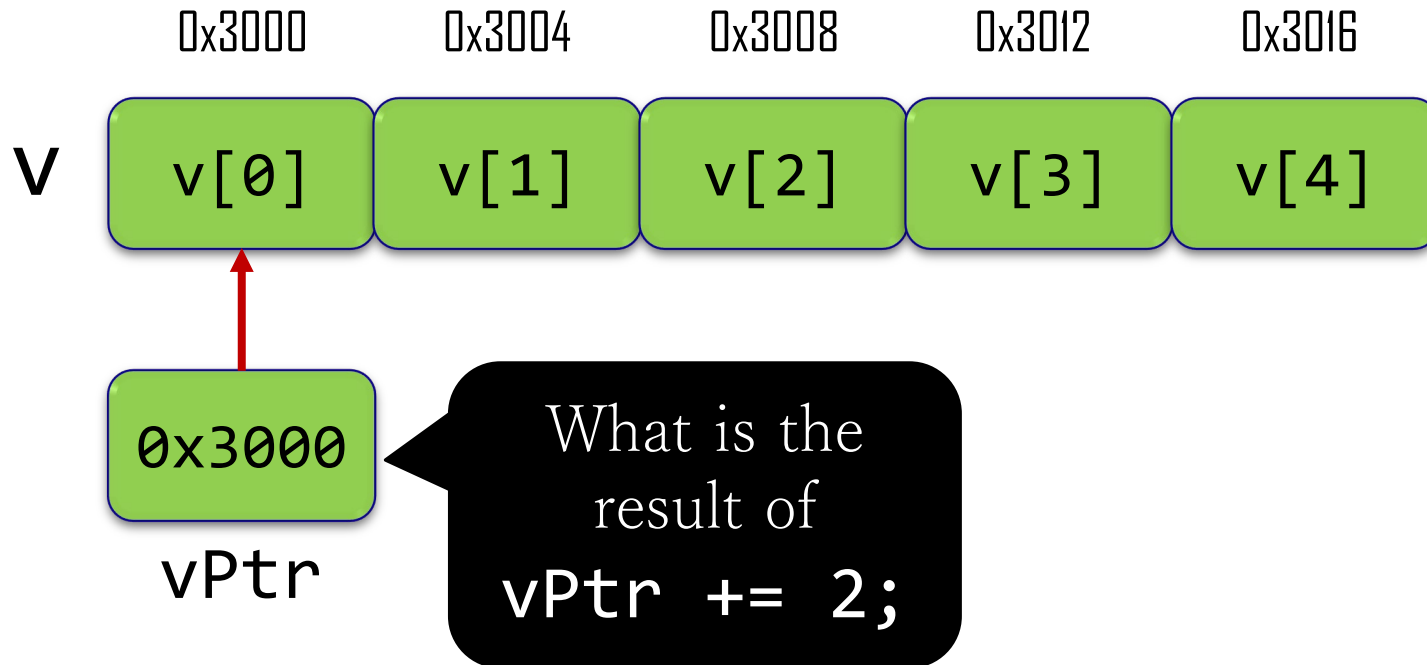 0x3000 0x3004 0x3008 0x3012 0x3016
v v[0] v[1] v[2] v[3] v[4]
0x3000
vPtr
What is the
result of
vPtr += 2;